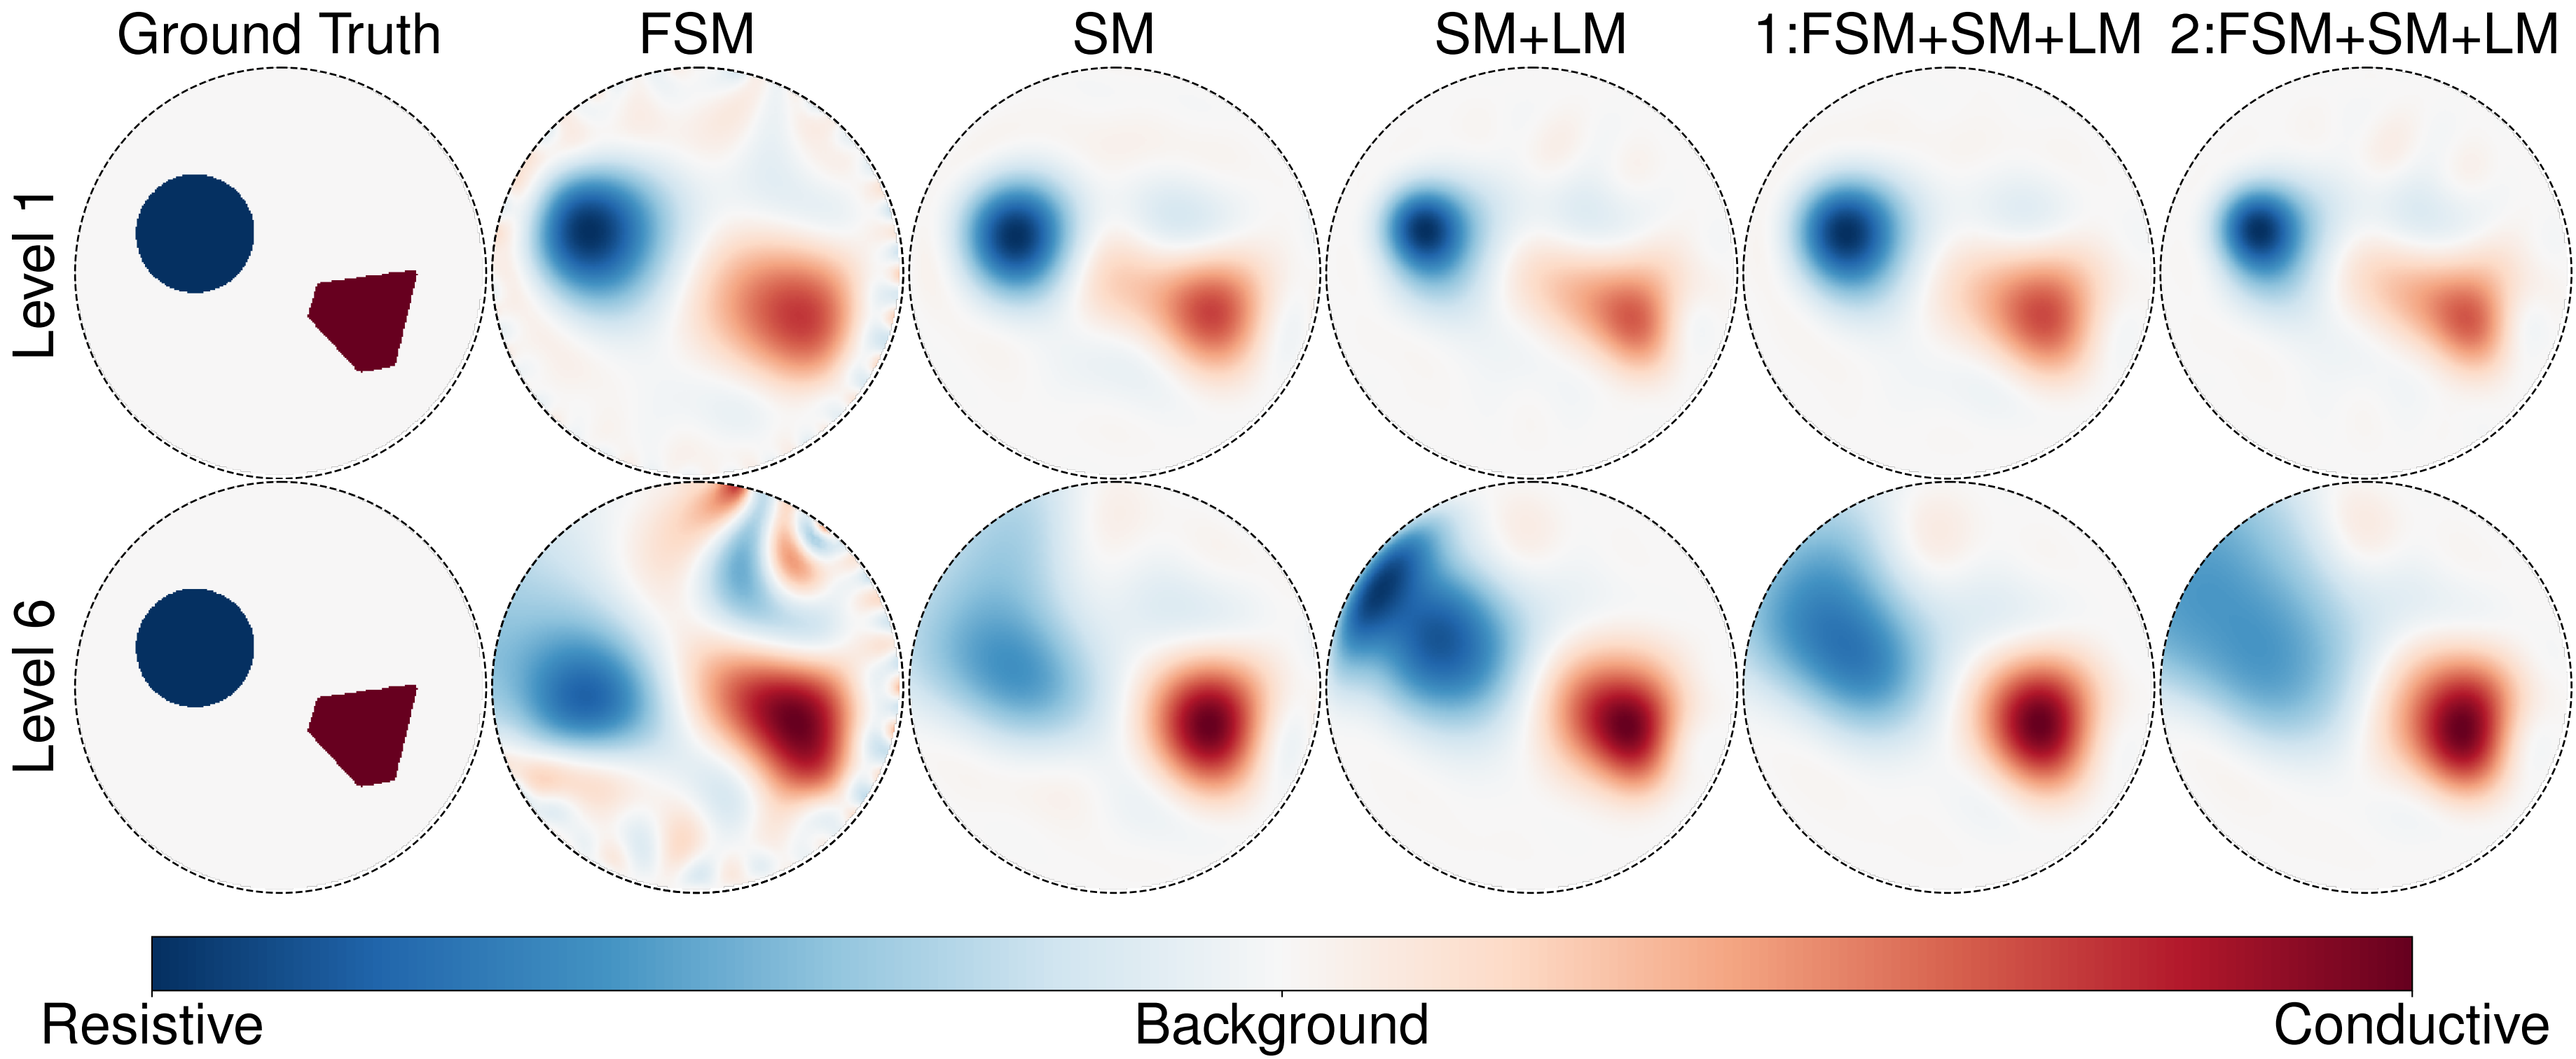 Ground Truth FSM SM SM+LM 1:FSM+SM+LM 2:FSM+SM+LM
Level 1
Level 6
Resistive Background Conductive